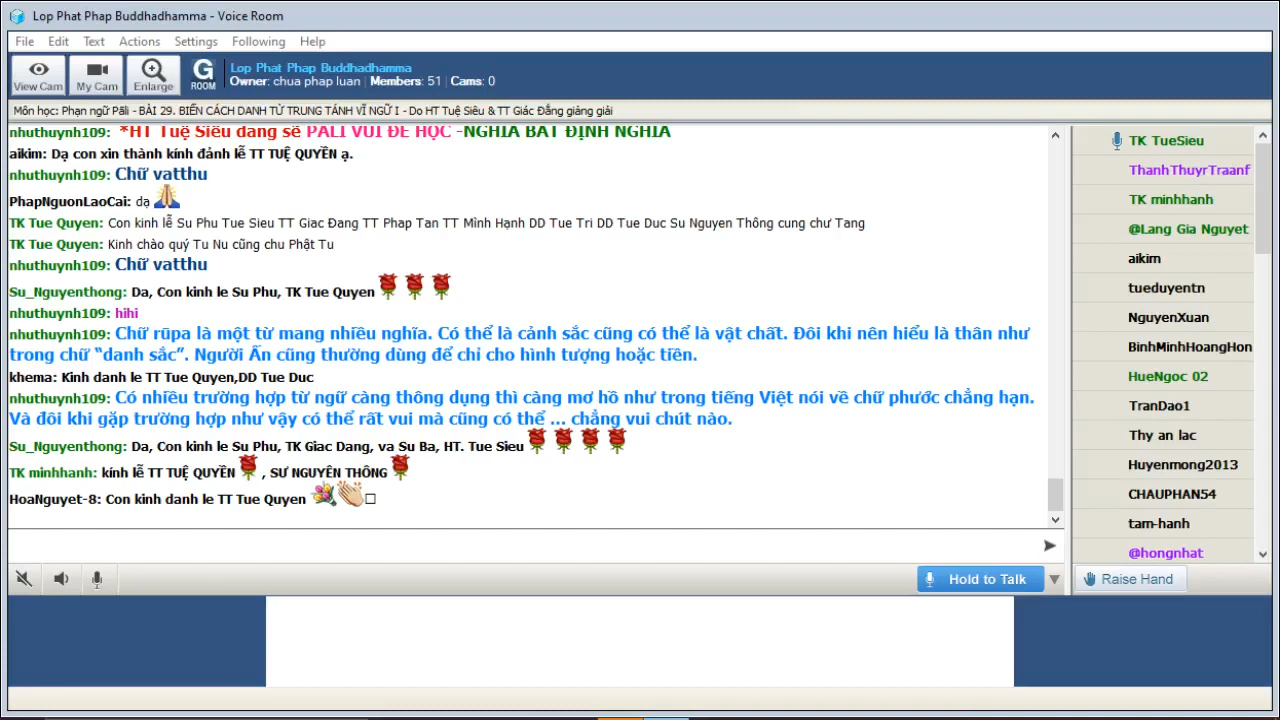 Lop Phat Phap Buddhadhamma - Voice Room
File Edit Text Actions Settings Following Help
View Cam My Cam Enlarge G ROOM
Lop Phat Phap Buddhadhamma
Owner: chua phap luan Members: 51 Cams: 0
Môn học: Phạn ngữ Pāli - BÀI 29. BIẾN CÁCH DANH TỪ TRUNG TÁNH VĨ NGỮ I - Do HT Tuệ Siêu & TT Giác Đẳng giảng giải
nhuthuynh109: *HT Tuệ Siêu đang sẽ PALI VUI ĐỂ HỌC -NGHĨA BẤT ĐỊNH NGHĨA
aikim: Dạ con xin thành kính đảnh lễ TT TUỆ QUYỀN ạ.
nhuthuynh109: Chữ vatthu
PhapNguonLaoCai: dạ
TK Tue Quyen: Con kinh lễ Su Phu Tue Sieu TT Giac Đang TT Phap Tan TT Mình Hạnh DD Tue Tri DD Tue Duc Su Nguyen Thông cung chư Tang
TK Tue Quyen: Kinh chào quý Tu Nu cũng chu Phật Tu
nhuthuynh109: Chữ vatthu
Su_Nguyenthong: Da, Con kinh le Su Phu, TK Tue Quyen
nhuthuynh109: hihi
nhuthuynh109: Chữ rūpa là một từ mang nhiều nghĩa. Có thể là cảnh sắc cũng có thể là vật chất. Đôi khi nên hiểu là thân như
trong chữ “danh sắc”. Người Ấn cũng thường dùng để chỉ cho hình tượng hoặc tiền.
khema: Kinh danh le TT Tue Quyen,DD Tue Duc
nhuthuynh109: Có nhiều trường hợp từ ngữ càng thông dụng thì càng mơ hồ như trong tiếng Việt nói về chữ phước chẳng hạn.
Và đôi khi gặp trường hợp như vậy có thể rất vui mà cũng có thể ... chẳng vui chút nào.
Su_Nguyenthong: Da, Con kinh le Su Phu, TK Giac Dang, va Su Ba, HT. Tue Sieu
TK minhhanh: kính lễ TT TUỆ QUYỀN , SƯ NGUYÊN THÔNG
HoaNguyet-8: Con kinh danh le TT Tue Quyen
TK TueSieu
ThanhThuyrTraanf
TK minhhanh
@Lang Gia Nguyet
aikim
tueduyentn
NguyenXuan
BinhMinhHoangHon
HueNgoc 02
TranDao1
Thy an lac
Huyenmong2013
CHAUPHAN54
tam-hanh
@hongnhat
Hold to Talk
Raise Hand